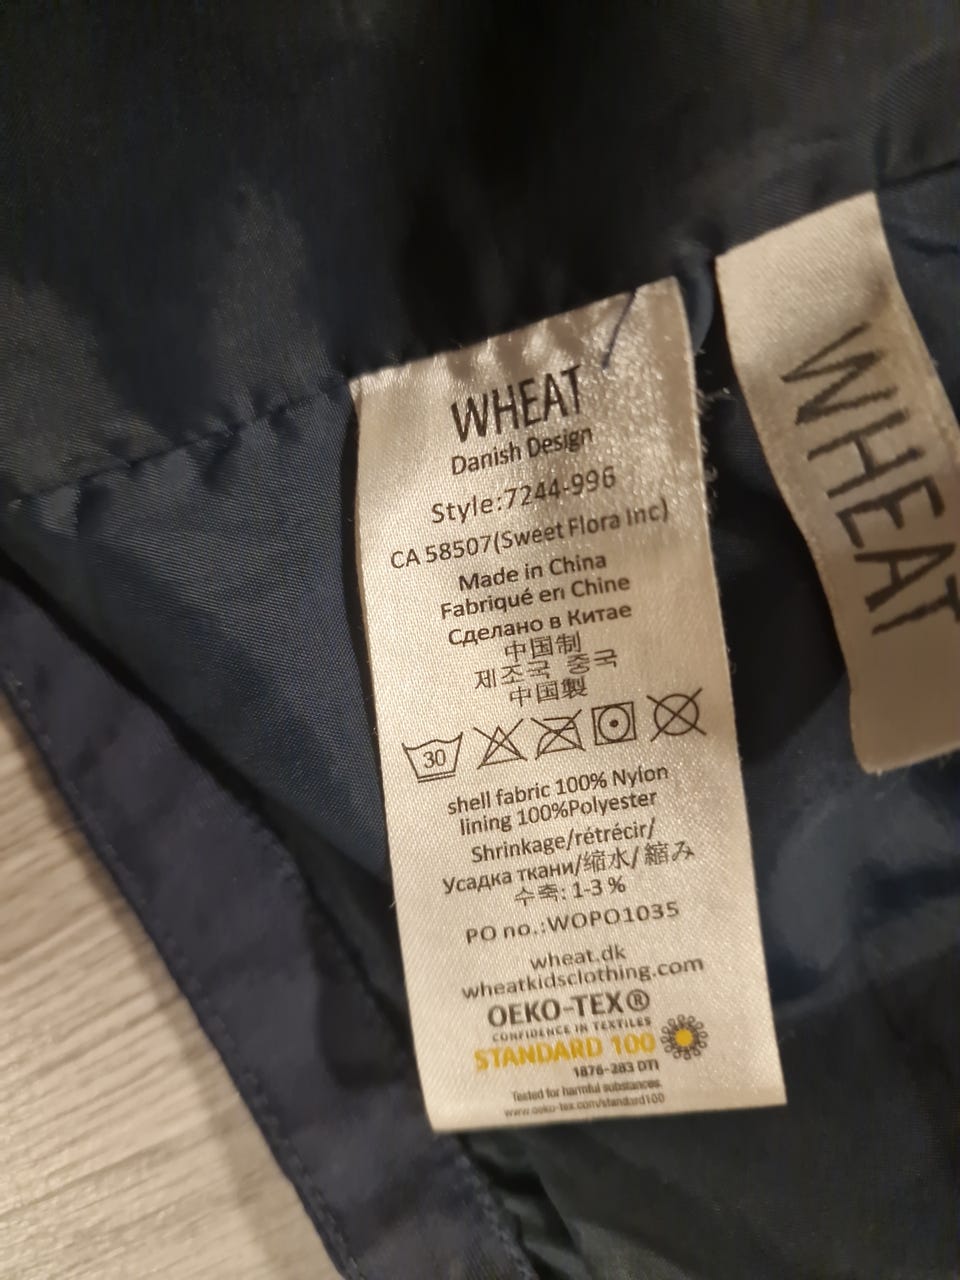 WHEAT
Danish Design
Style:7244-996
CA 58507(Sweet Flora Inc)
Made in China
Fabriqué en Chine
Сделано в Китае
中国制
제조국 중국
中国製
30
shell fabric 100% Nylon
lining 100%Polyester
Shrinkage/rétrécir/
Усадка ткани/缩水/縮み
수축: 1-3 %
PO no.:WOPO1035
wheat.dk
wheatkidsclothing.com
OEKO-TEX®
CONFIDENCE IN TEXTILES
STANDARD 100
1876-283 DTI
Tested for harmful substances.
www.oeko-tex.com/standard100
WHEAT